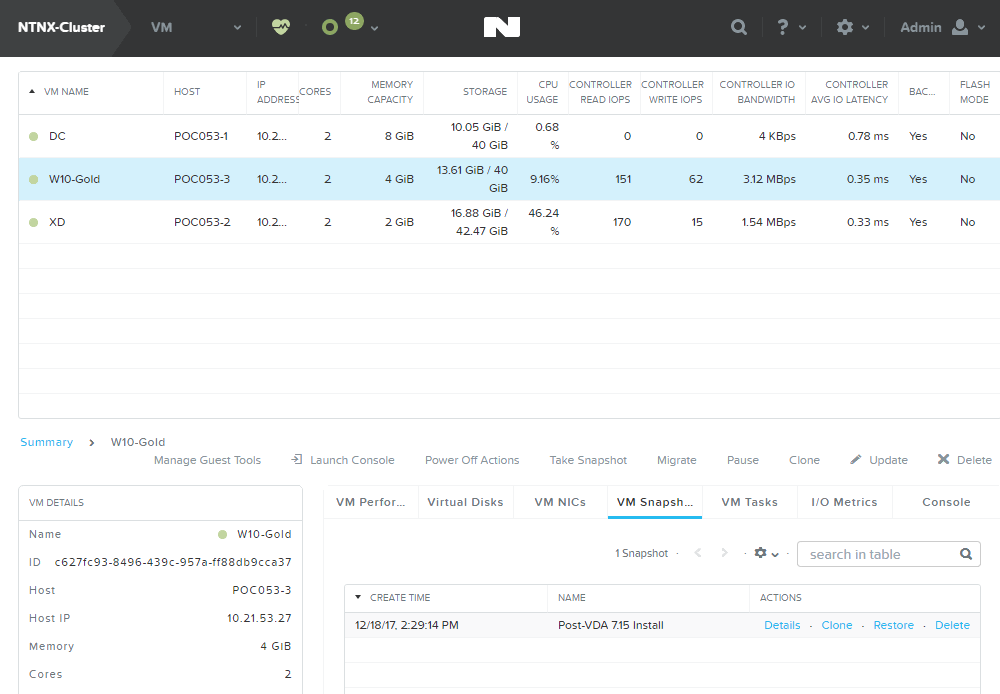 NTNX-Cluster VM 12 ? Admin
VM NAME HOST IP ADDRESS CORES MEMORY CAPACITY STORAGE CPU USAGE CONTROLLER READ IOPS CONTROLLER WRITE IOPS CONTROLLER IO BANDWIDTH CONTROLLER AVG IO LATENCY BAC... FLASH MODE
DC POC053-1 10.2... 2 8 GiB 10.05 GiB / 40 GiB 0.68 % 0 0 4 KBps 0.78 ms Yes No
W10-Gold POC053-3 10.2... 2 4 GiB 13.61 GiB / 40 GiB 9.16% 151 62 3.12 MBps 0.35 ms Yes No
XD POC053-2 10.2... 2 2 GiB 16.88 GiB / 42.47 GiB 46.24 % 170 15 1.54 MBps 0.33 ms Yes No
Summary > W10-Gold
Manage Guest Tools Launch Console Power Off Actions Take Snapshot Migrate Pause Clone Update Delete
VM DETAILS
Name W10-Gold
ID c627fc93-8496-439c-957a-ff88db9cca37
Host POC053-3
Host IP 10.21.53.27
Memory 4 GiB
Cores 2
VM Perfor... Virtual Disks VM NICs VM Snapsh... VM Tasks I/O Metrics Console
1 Snapshot · < > · · search in table
CREATE TIME NAME ACTIONS
12/18/17, 2:29:14 PM Post-VDA 7.15 Install Details · Clone · Restore · Delete